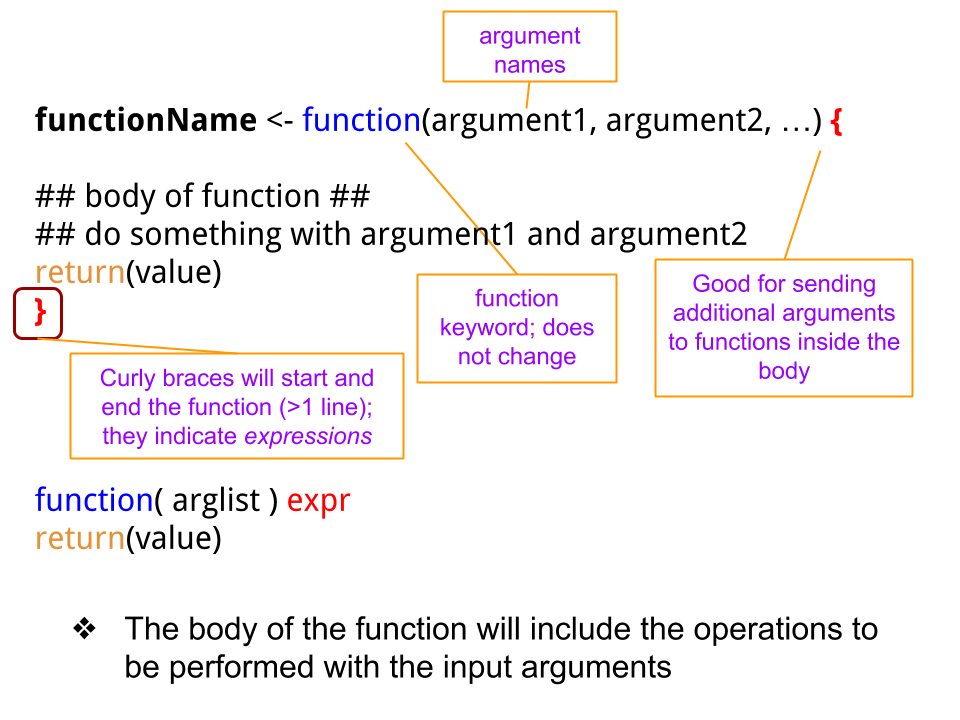 argument
names
functionName <- function(argument1, argument2, …) {
## body of function ##
## do something with argument1 and argument2
return(value)
}
function
keyword; does
not change
Good for sending
additional arguments
to functions inside the
body
Curly braces will start and
end the function (>1 line);
they indicate expressions
function( arglist ) expr
return(value)
❖ The body of the function will include the operations to
be performed with the input arguments